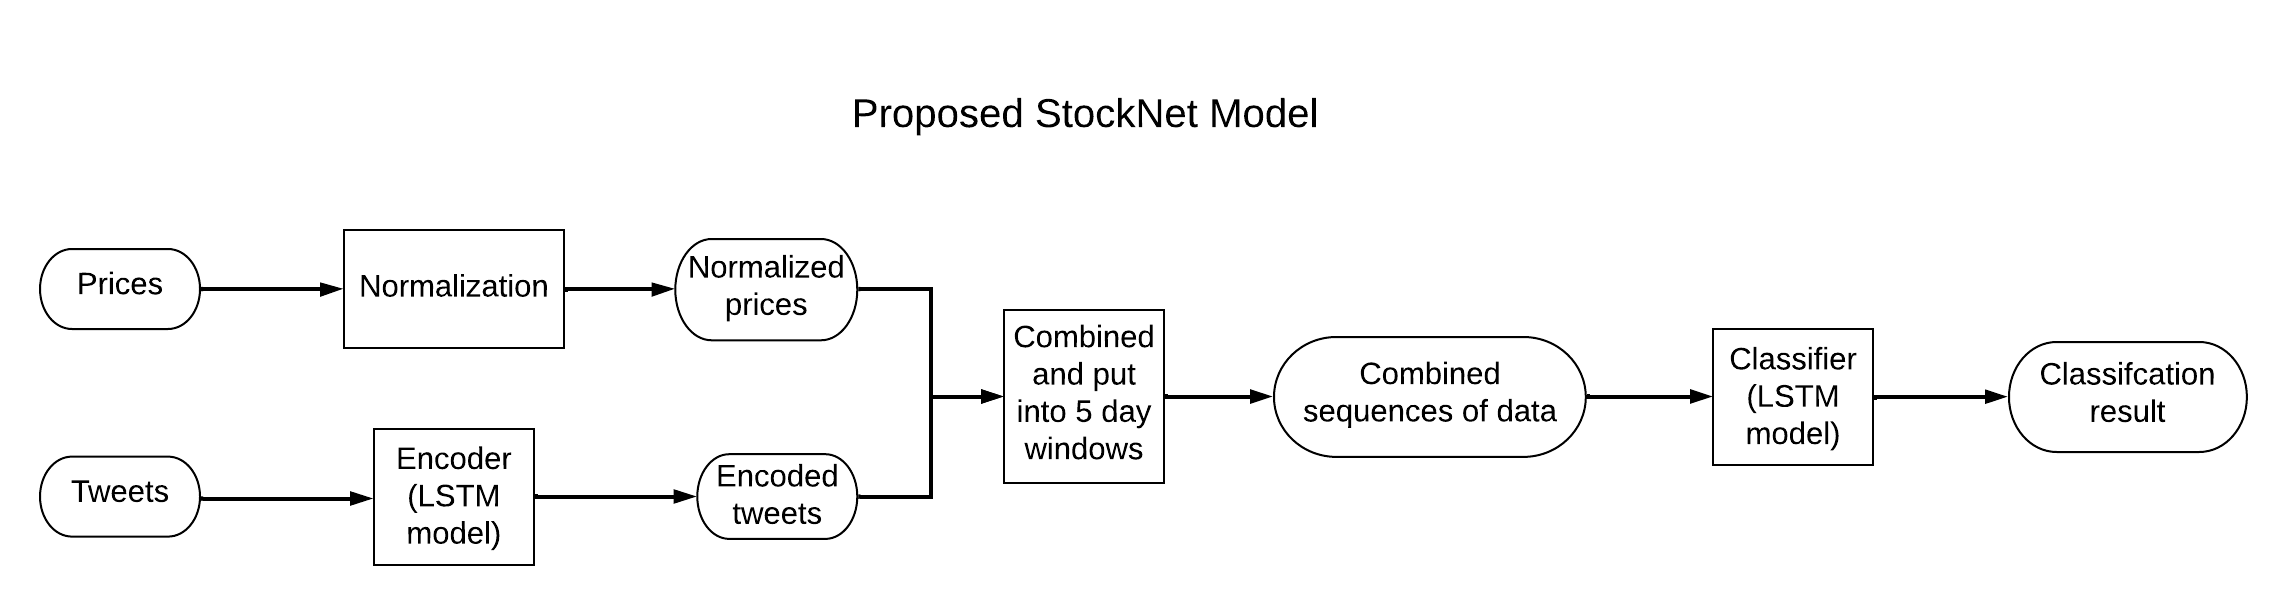 Proposed StockNet Model
Prices
Normalization
Normalized
prices
Tweets
Encoder
(LSTM
model)
Encoded
tweets
Combined
and put
into 5 day
windows
Combined
sequences of data
Classifier
(LSTM
model)
Classifcation
result